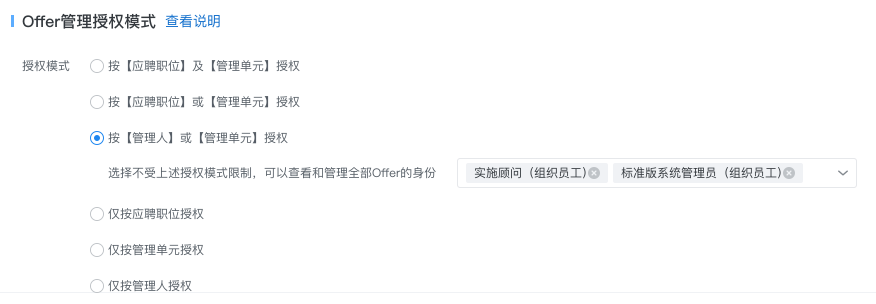 Offer管理授权模式 查看说明
授权模式 按【应聘职位】及【管理单元】授权
按【应聘职位】或【管理单元】授权
按【管理人】或【管理单元】授权
选择不受上述授权模式限制，可以查看和管理全部Offer的身份 实施顾问（组织员工) 标准版系统管理员（组织员工)
仅按应聘职位授权
仅按管理单元授权
仅按管理人授权